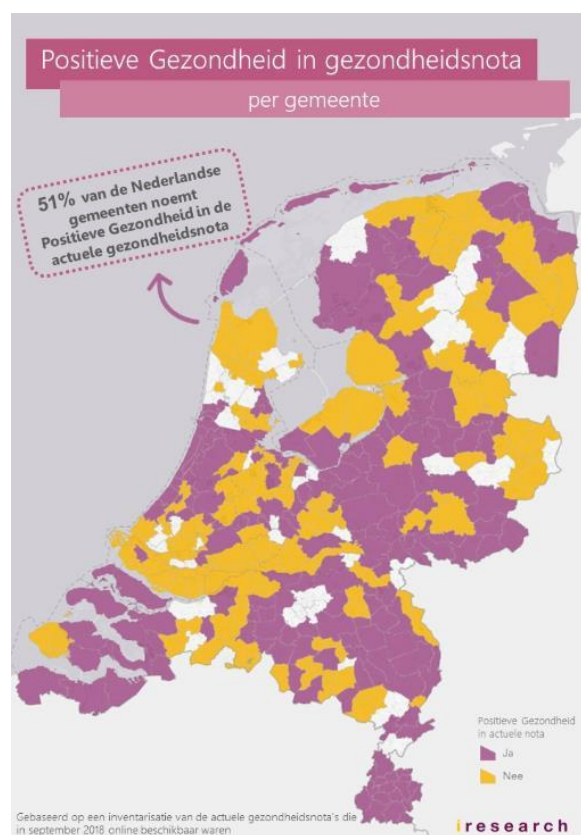 Positieve Gezondheid in gezondheidsnota
per gemeente
51% van de Nederlandse
gemeenten noemt
Positieve Gezondheid in de
actuele gezondheidsnota
Positieve Gezondheid
in actuele nota
Ja
Nee
Gebaseerd op een inventarisatie van de actuele gezondheidsnota's die
in september 2018 online beschikbaar waren
iresearch